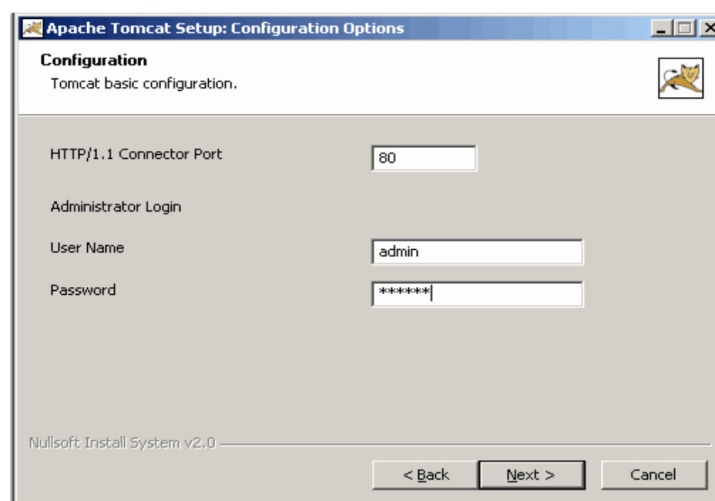 Apache Tomcat Setup: Configuration Options
Configuration
Tomcat basic configuration.
HTTP/1.1 Connector Port 80
Administrator Login
User Name admin
Password ******
Nullsoft Install System v2.0
< Back Next > Cancel